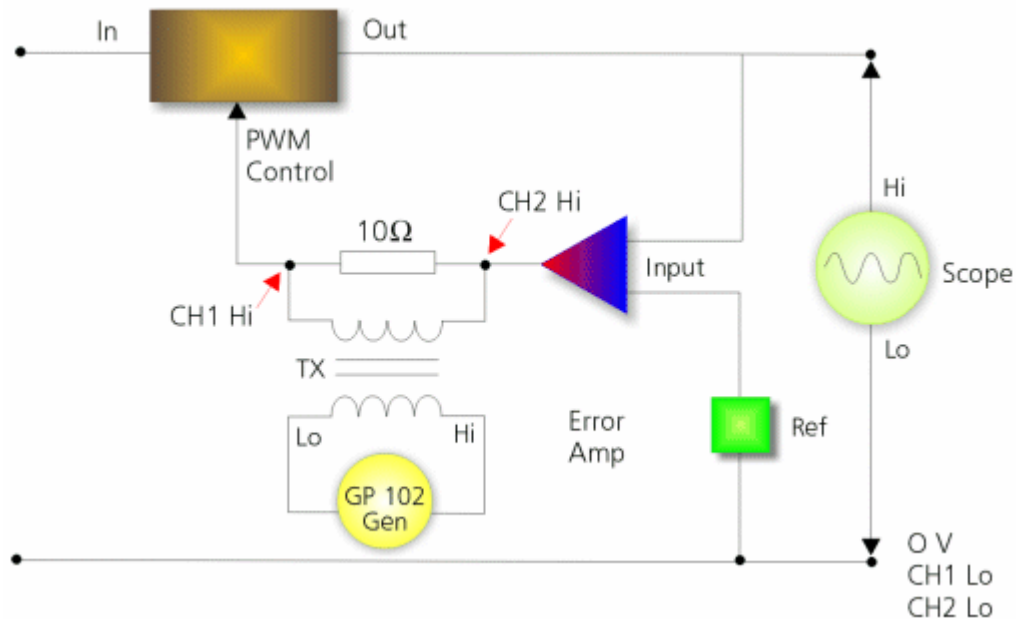 In
Out
PWM
Control
CH2 Hi
10Ω
Hi
Input
Scope
CH1 Hi
Lo
TX
Lo
Hi
Error
Amp
Ref
GP 102
Gen
O V
CH1 Lo
CH2 Lo